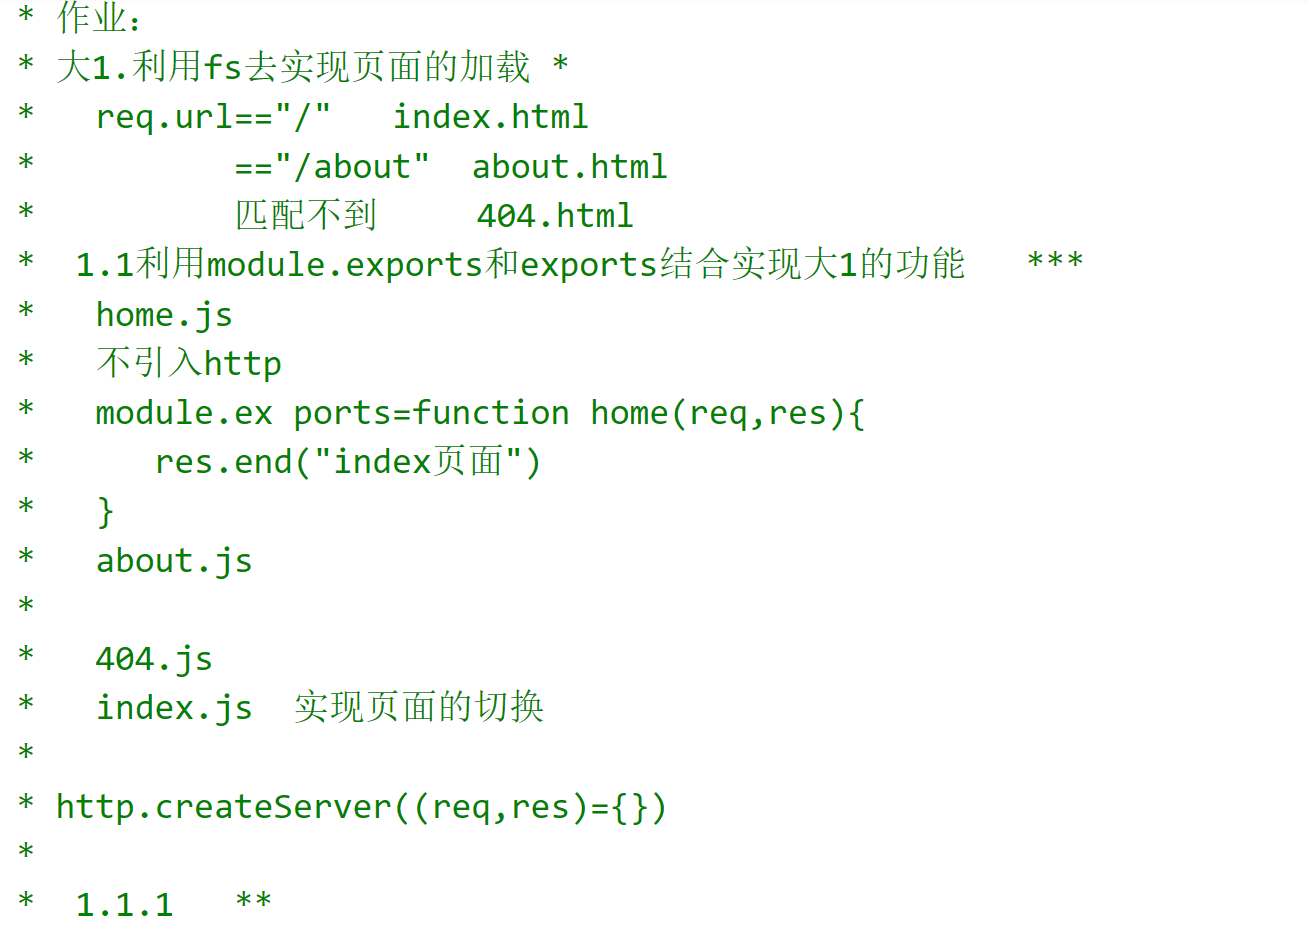 * 作业：
* 大1.利用fs去实现页面的加载 *
*   req.url=="/"   index.html
*          =="/about"  about.html
*          匹配不到     404.html
*  1.1利用module.exports和exports结合实现大1的功能   ***
*   home.js
*   不引入http
*   module.ex ports=function home(req,res){
*      res.end("index页面")
*   }
*   about.js
*
*   404.js
*   index.js  实现页面的切换
*
* http.createServer((req,res)={})
*
*  1.1.1   **